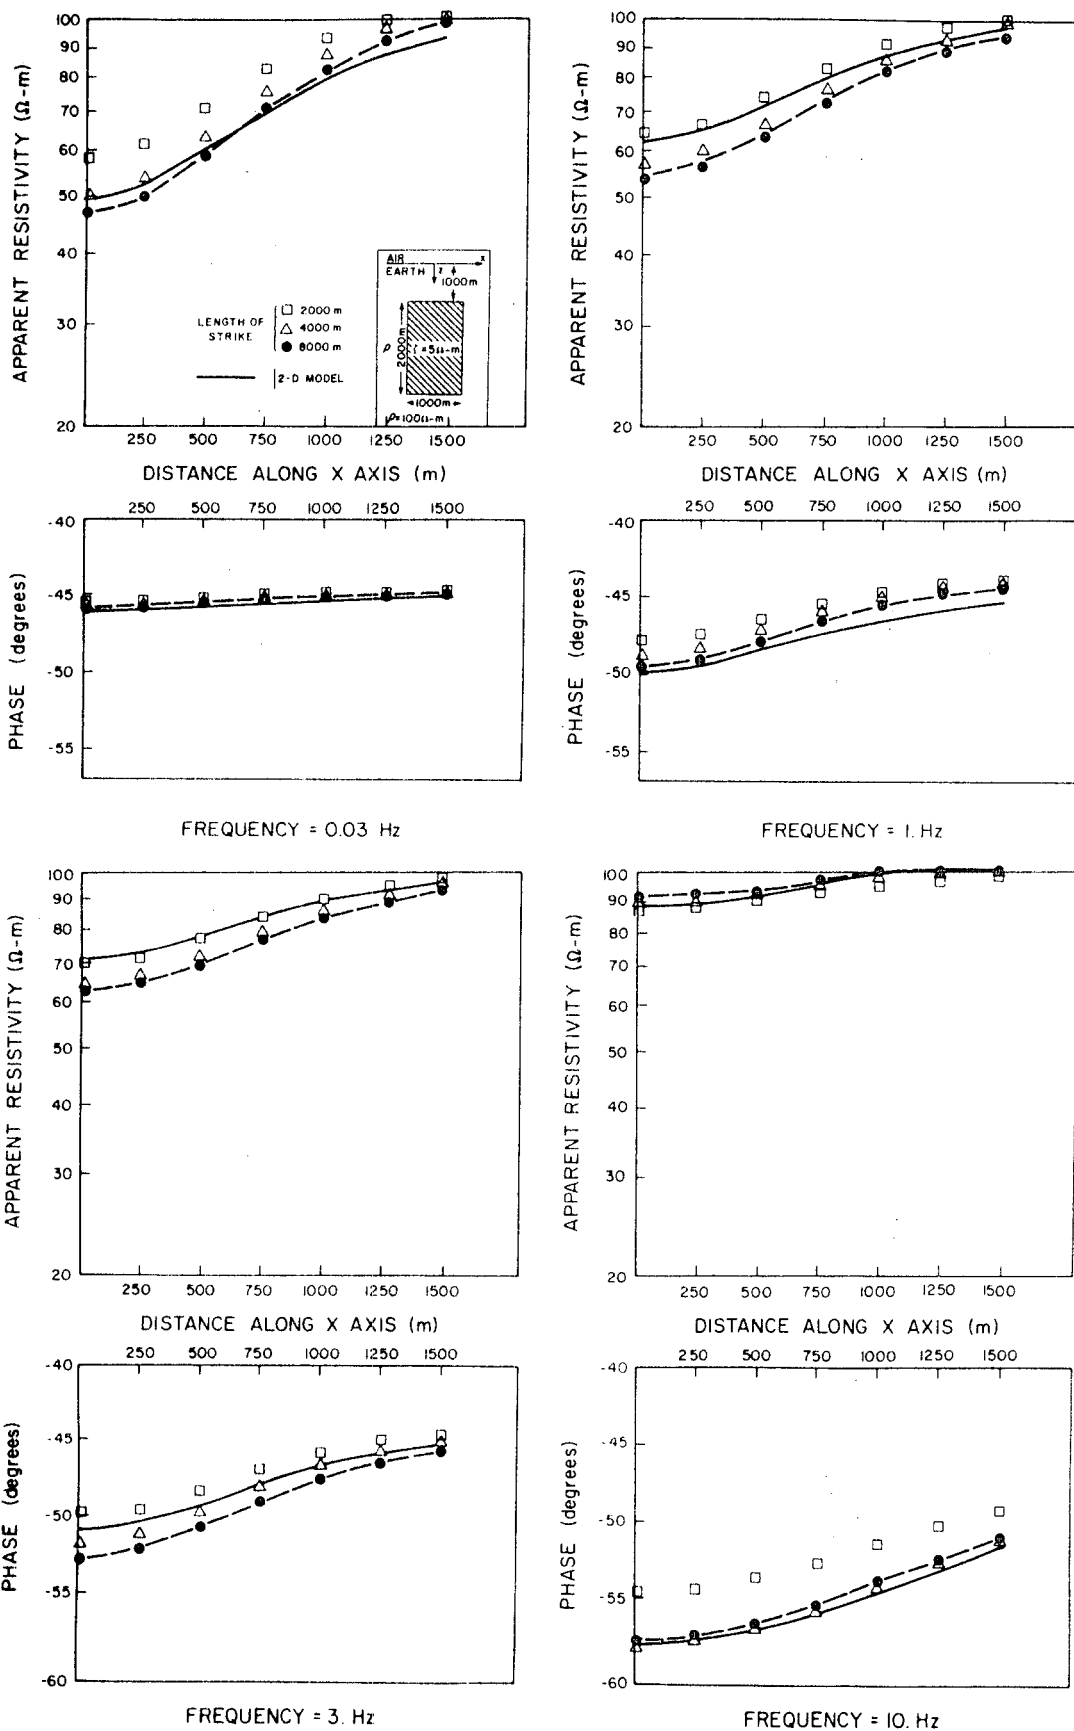 100
90
80
70
60
50
40
30
20
APPARENT RESISTIVITY (Ω-m)
LENGTH OF STRIKE
2000 m
4000 m
8000 m
2-D MODEL
AIR
EARTH
x
z
1000m
2000m
ρ
=5Ω-m
1000m
ρ=100Ω-m
250 500 750 1000 1250 1500
DISTANCE ALONG X AXIS (m)
100
90
80
70
60
50
40
30
20
APPARENT RESISTIVITY (Ω-m)
250 500 750 1000 1250 1500
DISTANCE ALONG X AXIS (m)
250 500 750 1000 1250 1500
-40
-45
-50
-55
PHASE (degrees)
FREQUENCY = 0.03 Hz
250 500 750 1000 1250 1500
-40
-45
-50
-55
PHASE (degrees)
FREQUENCY = 1. Hz
100
90
80
70
60
50
40
30
20
APPARENT RESISTIVITY (Ω-m)
250 500 750 1000 1250 1500
DISTANCE ALONG X AXIS (m)
100
90
80
70
60
50
40
30
20
APPARENT RESISTIVITY (Ω-m)
250 500 750 1000 1250 1500
DISTANCE ALONG X AXIS (m)
250 500 750 1000 1250 1500
-40
-45
-50
-55
-60
PHASE (degrees)
FREQUENCY = 3. Hz
250 500 750 1000 1250 1500
-40
-45
-50
-55
-60
PHASE (degrees)
FREQUENCY = 10. Hz